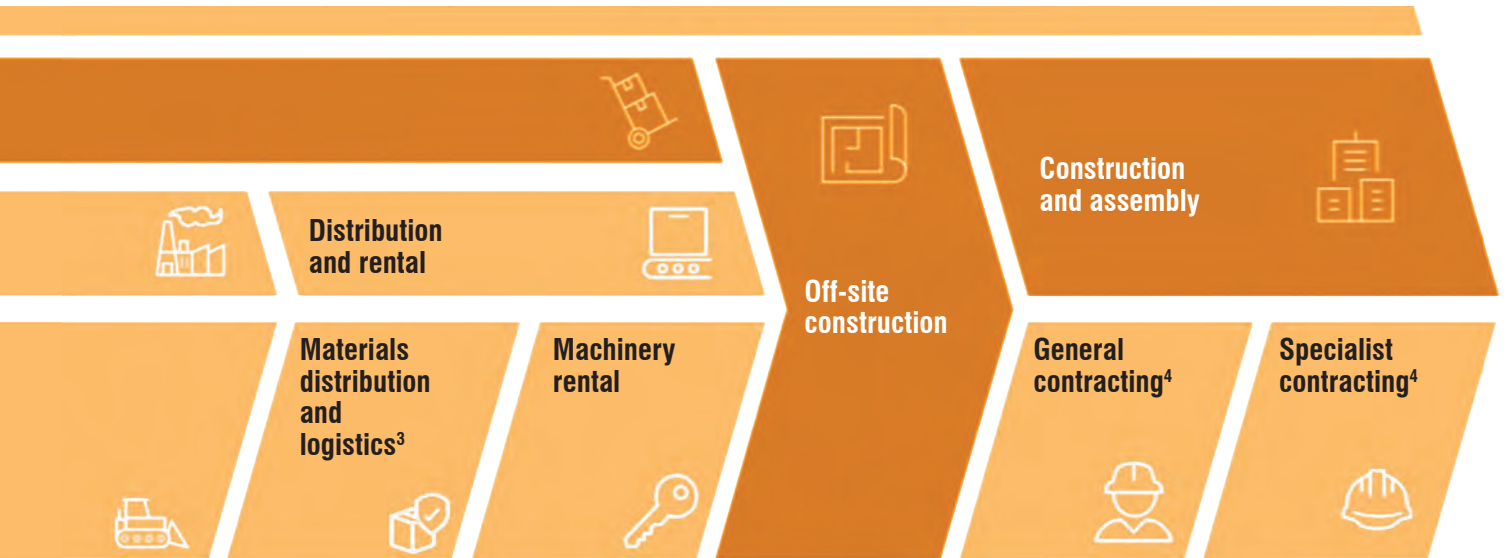 Distribution
and rental
Off-site
construction
Construction
and assembly
Materials
distribution
and
logistics³
Machinery
rental
General
contracting⁴
Specialist
contracting⁴